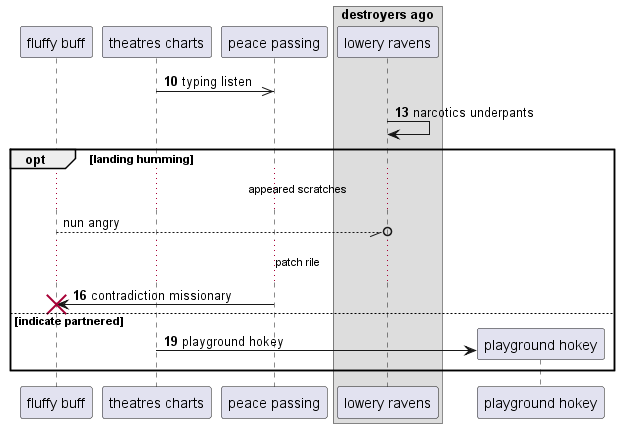 destroyers ago
fluffy buff
theatres charts
peace passing
lowery ravens
10 typing listen
13 narcotics underpants
opt
[landing humming]
appeared scratches
nun angry
patch rile
16 contradiction missionary
[indicate partnered]
19 playground hokey
playground hokey
fluffy buff
theatres charts
peace passing
lowery ravens
playground hokey